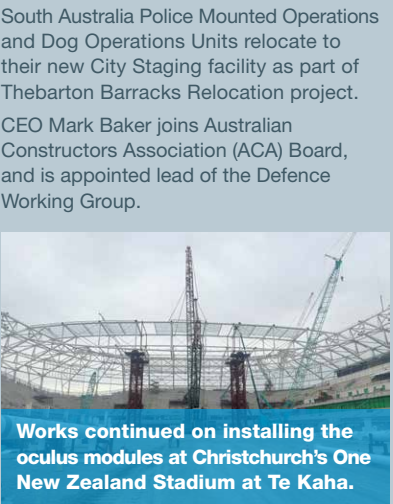 South Australia Police Mounted Operations
and Dog Operations Units relocate to
their new City Staging facility as part of
Thebarton Barracks Relocation project.
CEO Mark Baker joins Australian
Constructors Association (ACA) Board,
and is appointed lead of the Defence
Working Group.
Works continued on installing the
oculus modules at Christchurch's One
New Zealand Stadium at Te Kaha.